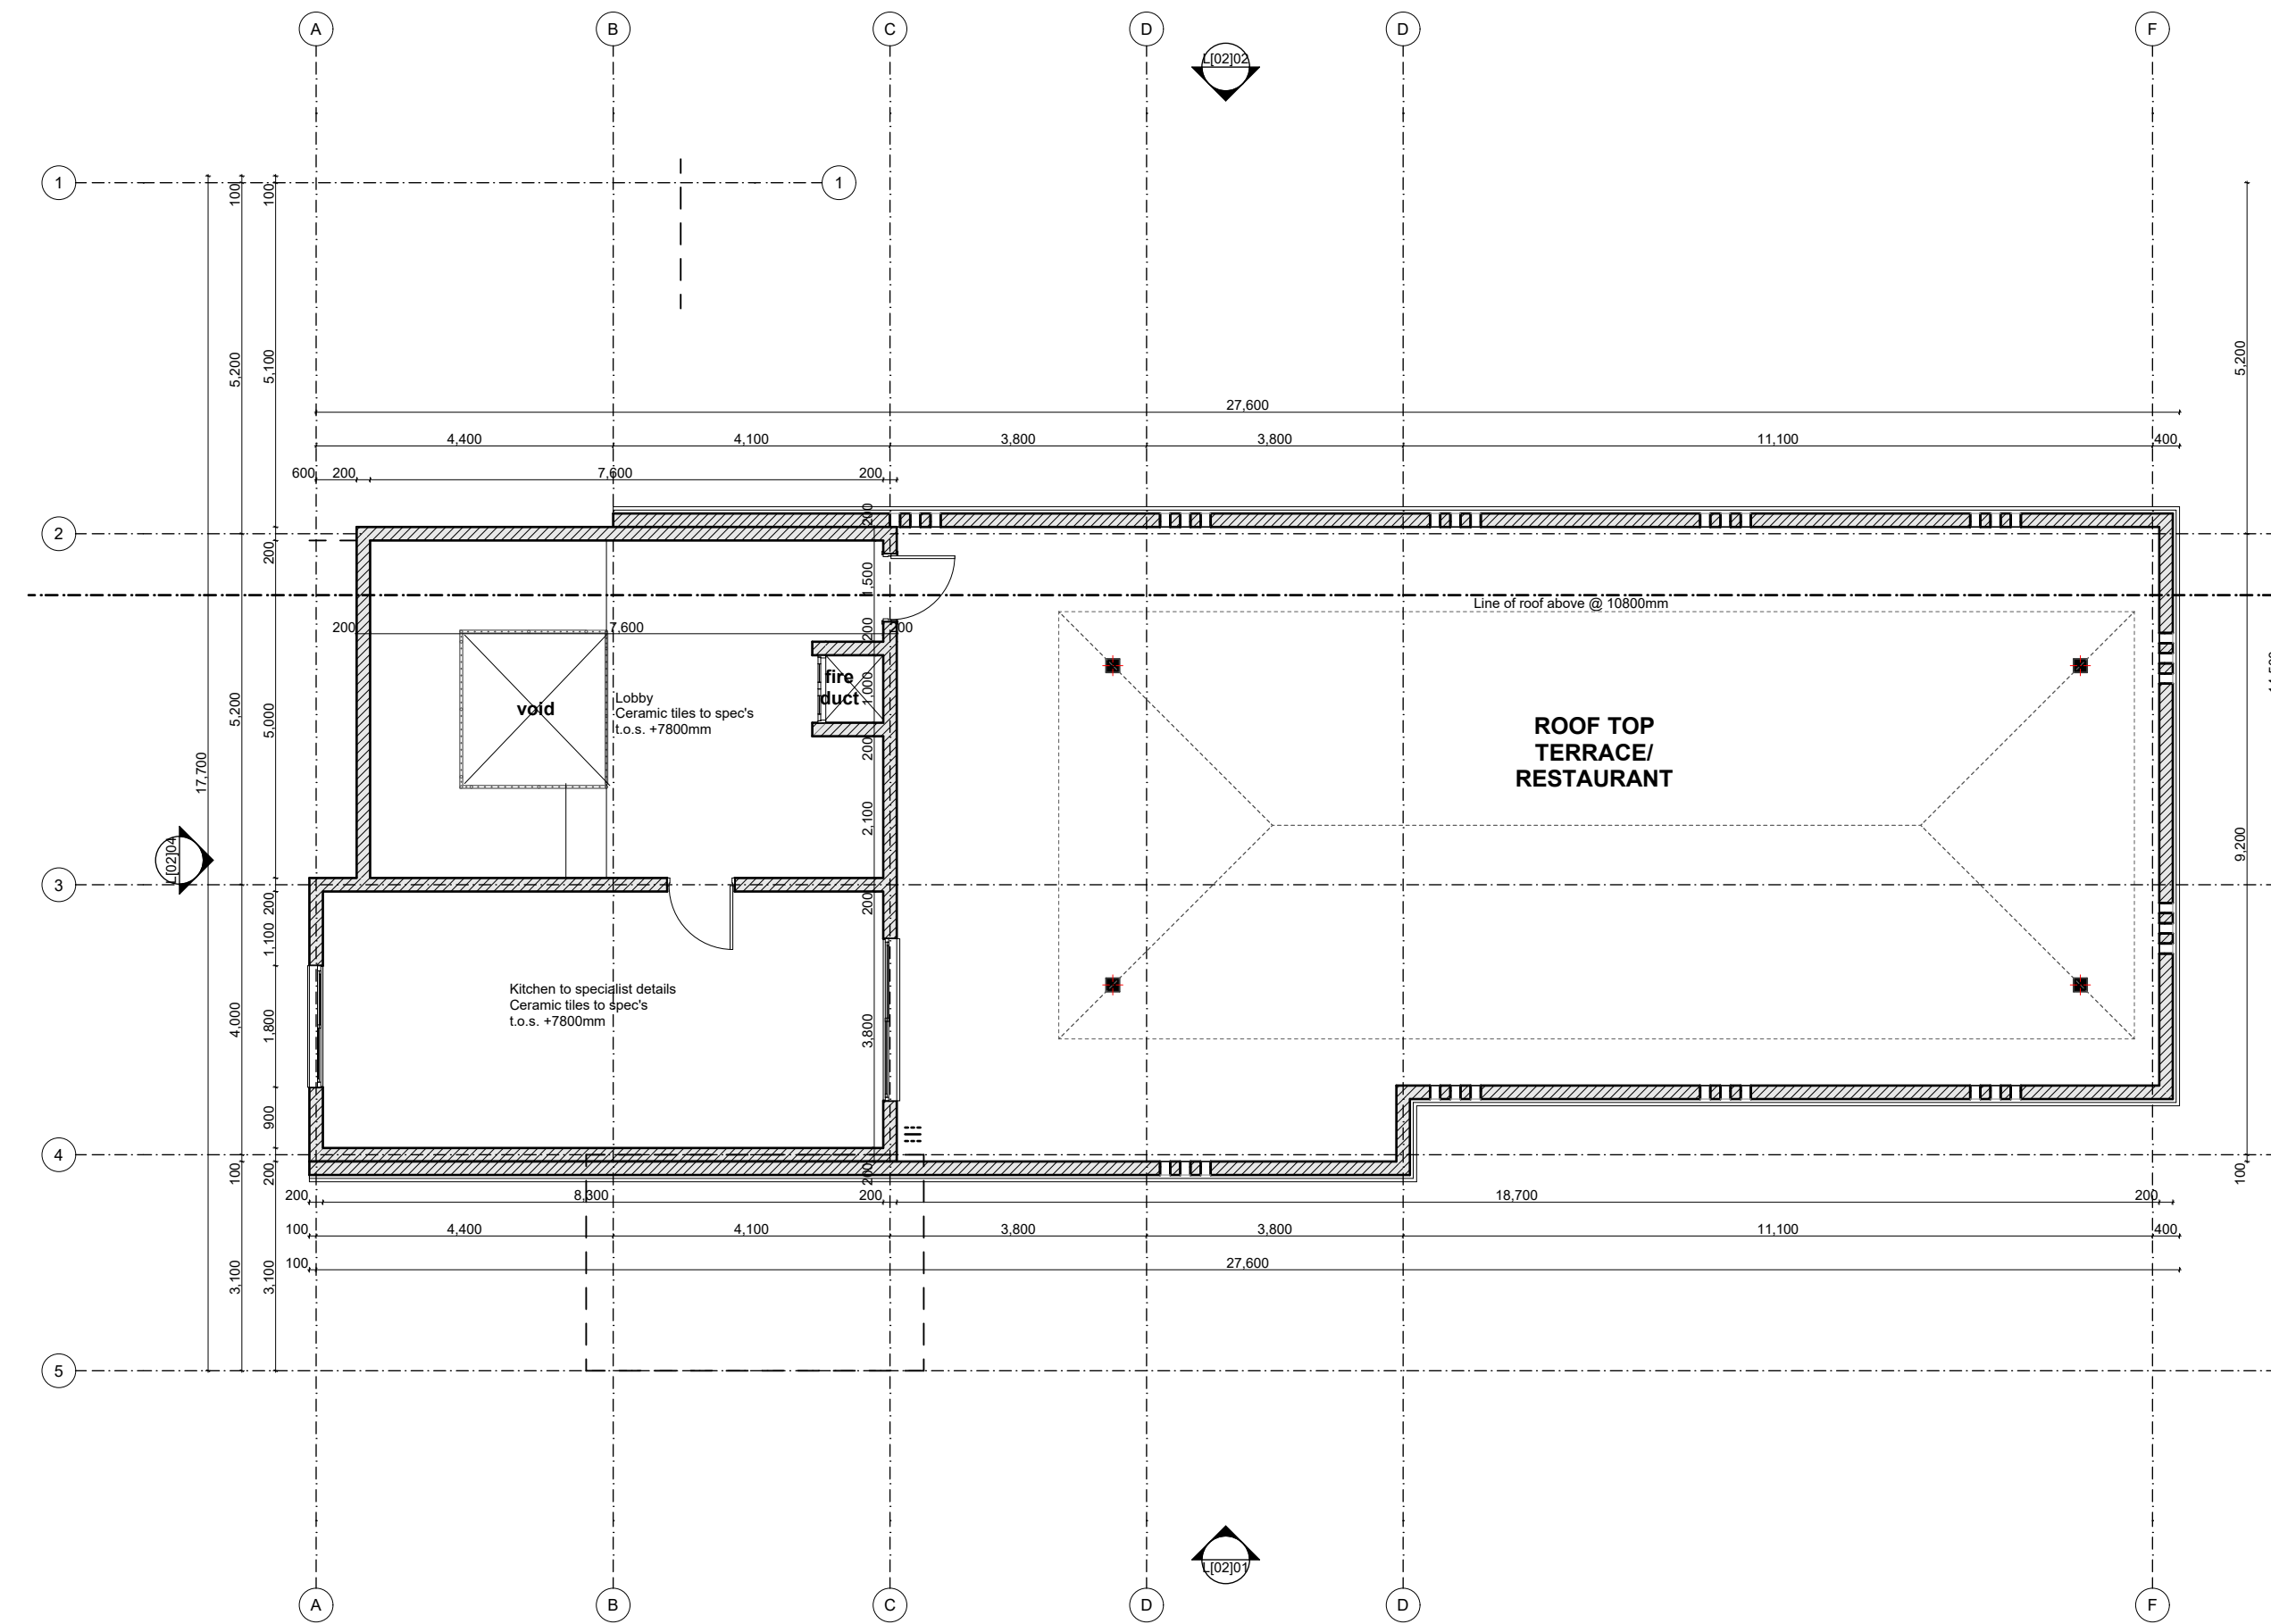 A
B
C
D
D
F
L[02]02
1
1
100
100
5,200
5,100
5,200
27,600
4,400
4,100
3,800
3,800
11,100
400
600
200
7,600
200
200
2
200
1,500
Line of roof above @ 10800mm
200
7,600
200
200
fire
duct
1,000
void
Lobby
Ceramic tiles to spec's
t.o.s. +7800mm
5,200
5,000
17,700
200
2,100
ROOF TOP
TERRACE/
RESTAURANT
9,200
L[02]04
3
200
200
1,100
Kitchen to specialist details
Ceramic tiles to spec's
t.o.s. +7800mm
4,000
1,800
3,800
900
4
100
200
200
100
200
8,300
200
18,700
200
100
4,400
4,100
3,800
3,800
11,100
400
100
27,600
3,100
3,100
5
L[02]01
A
B
C
D
D
F